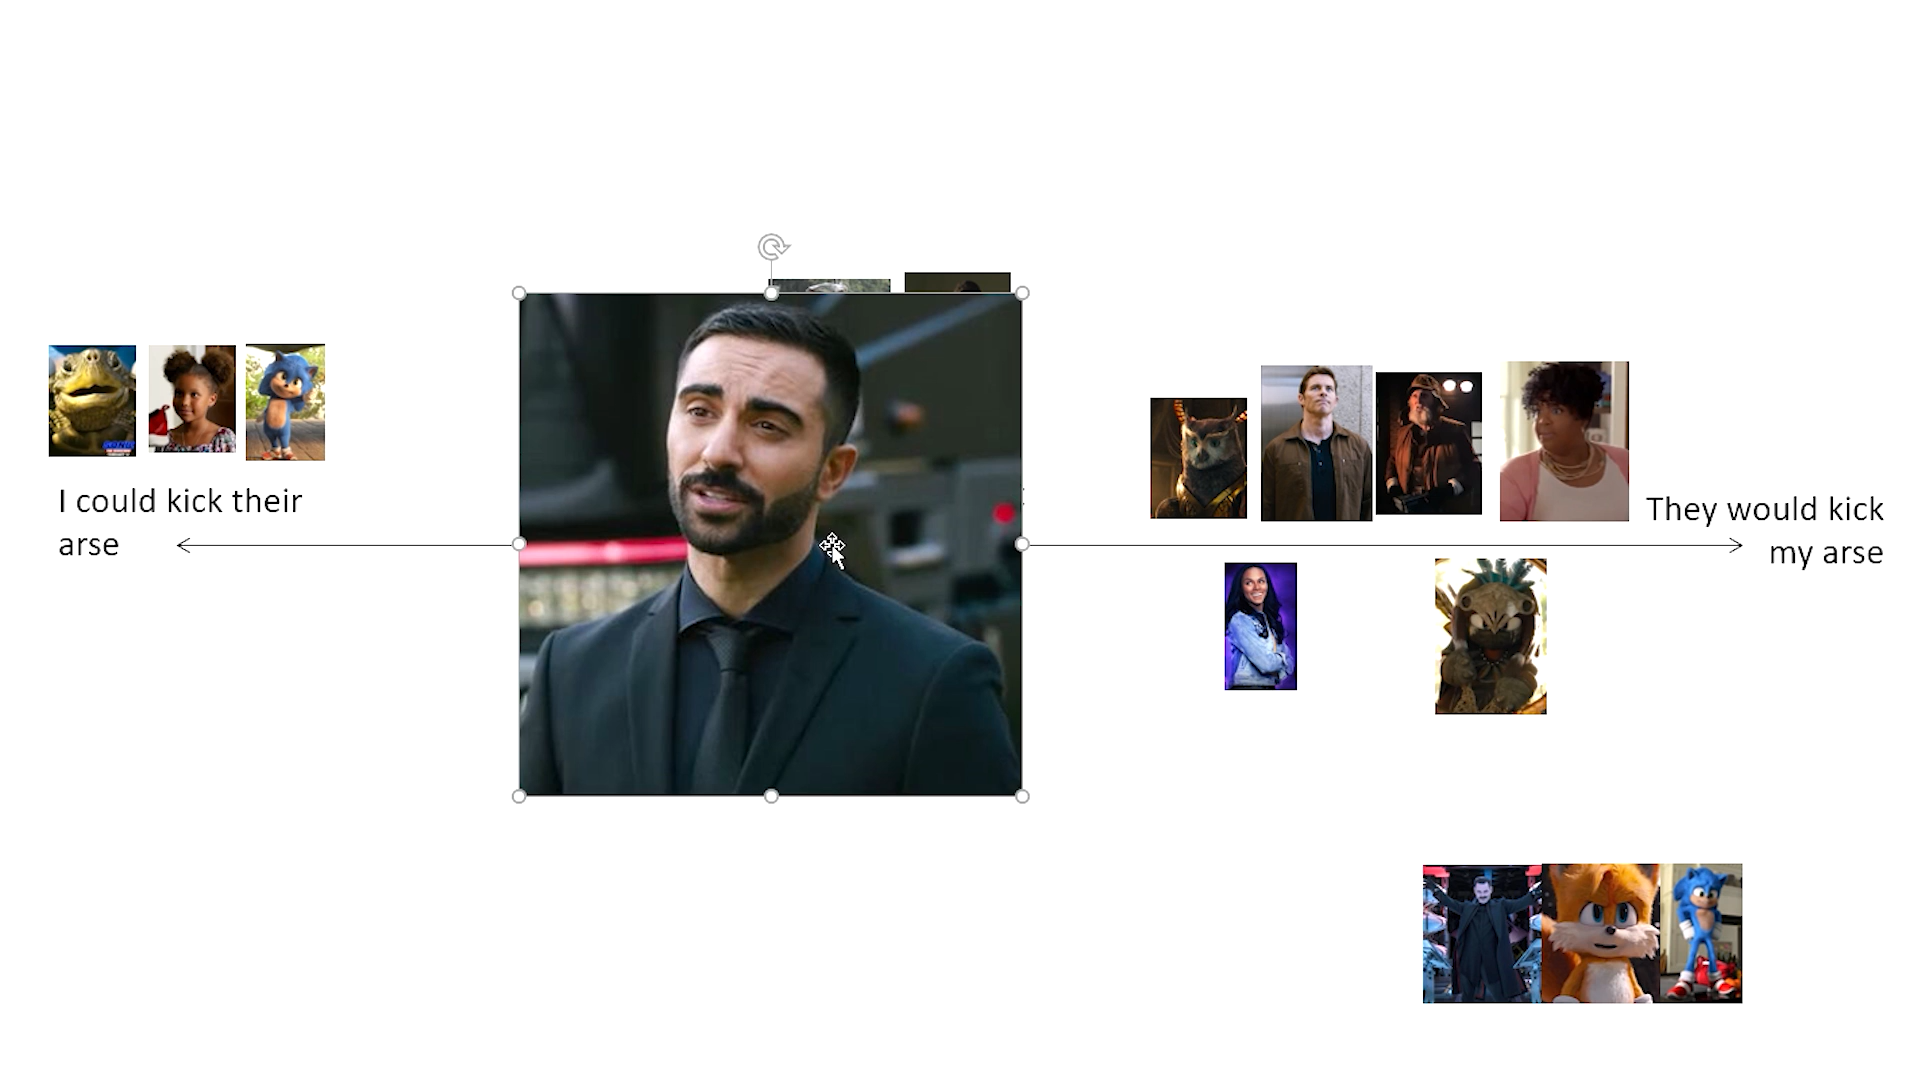 I could kick their
arse
They would kick
my arse